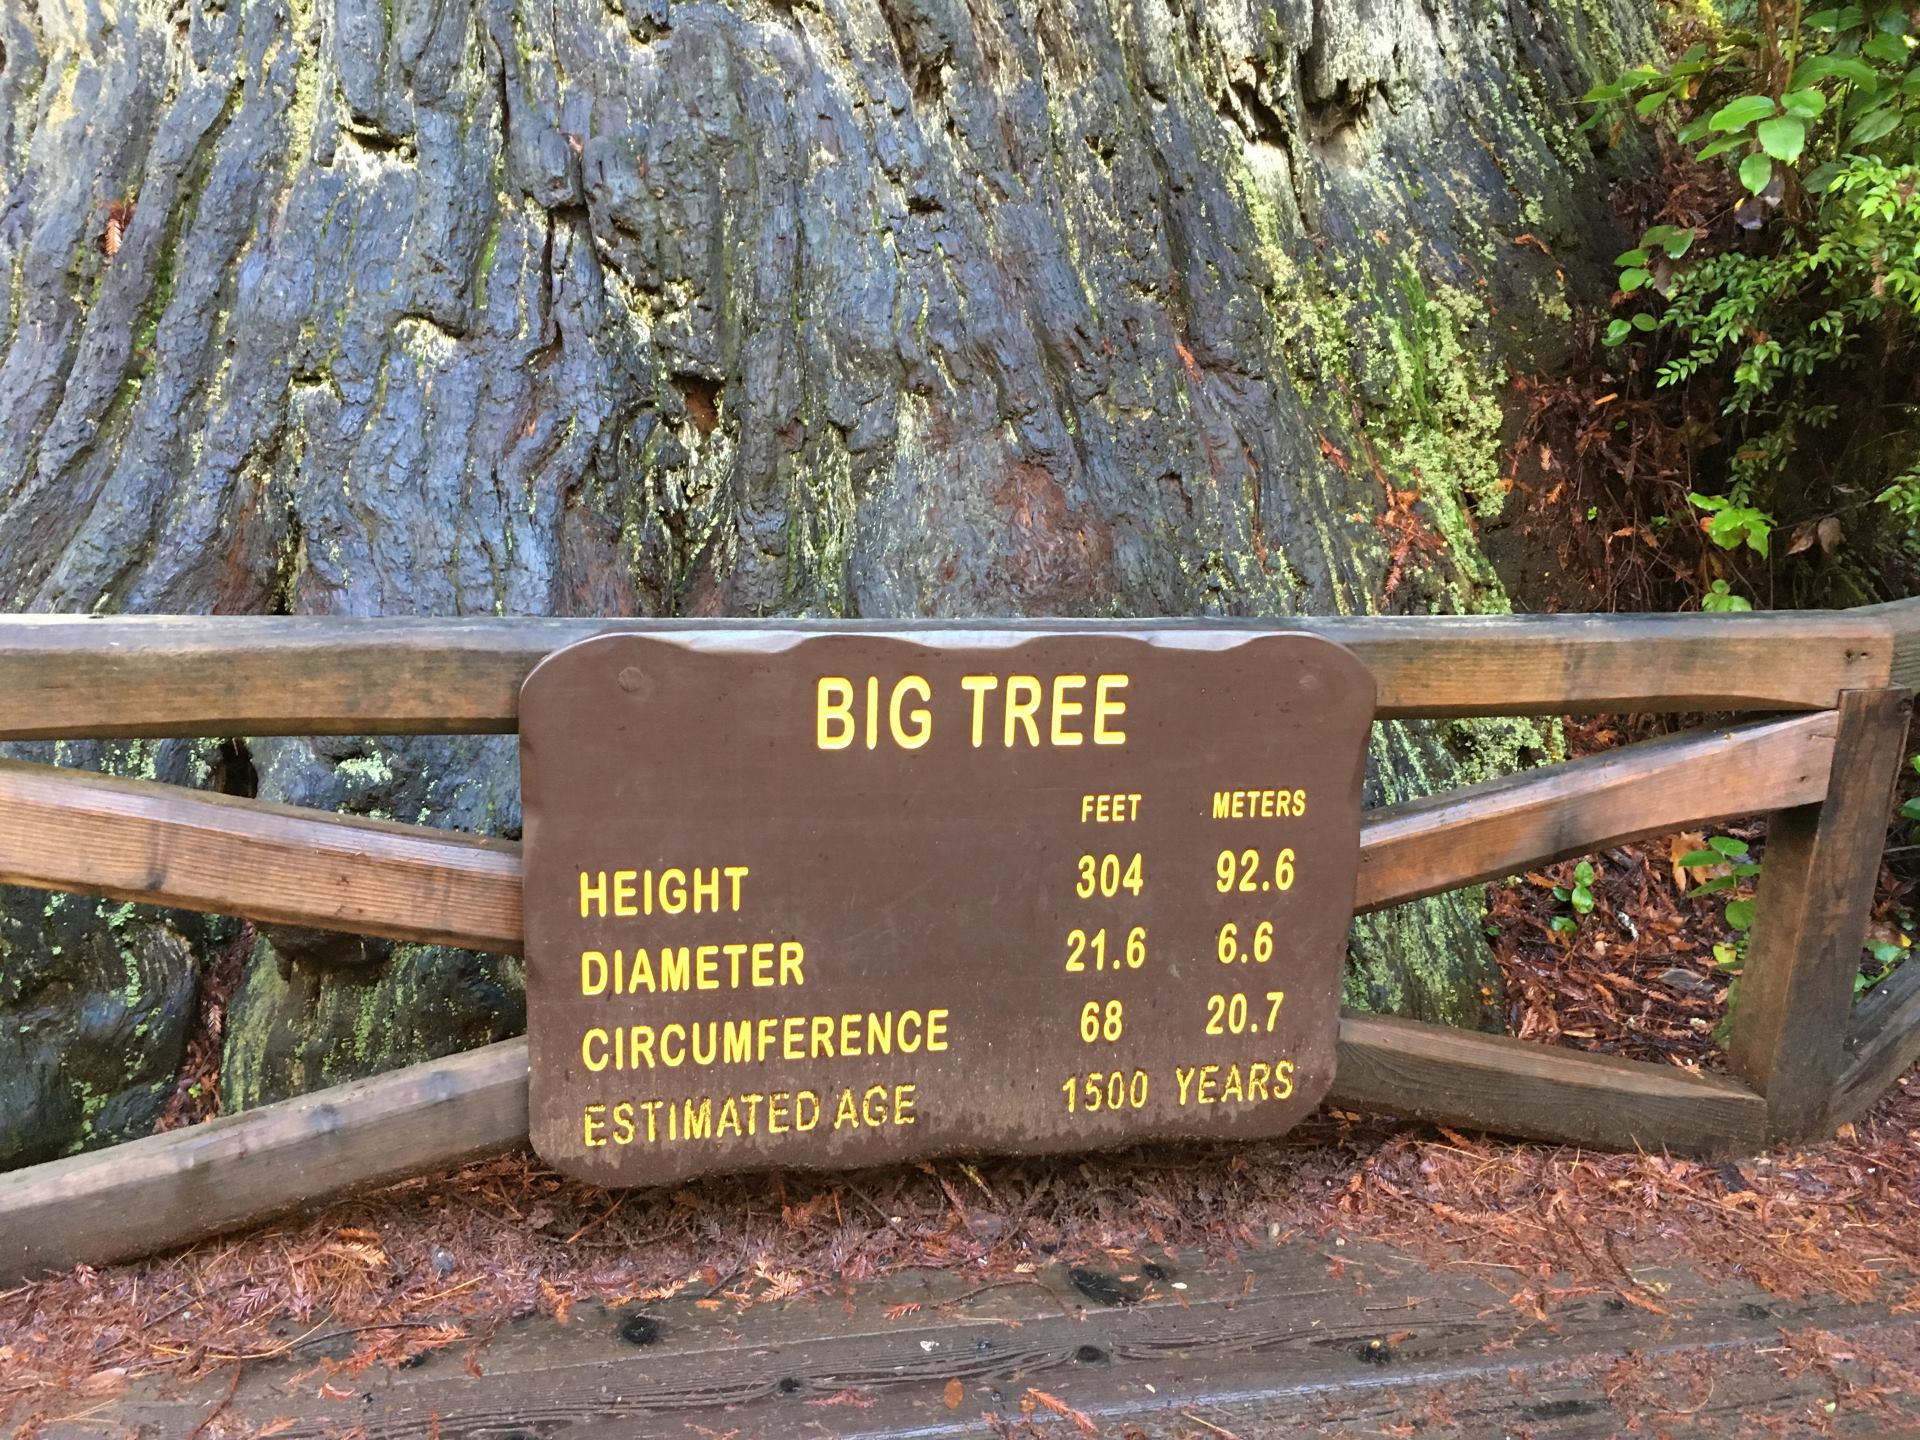 BIG TREE
FEET METERS
HEIGHT 304 92.6
DIAMETER 21.6 6.6
CIRCUMFERENCE 68 20.7
ESTIMATED AGE 1500 YEARS